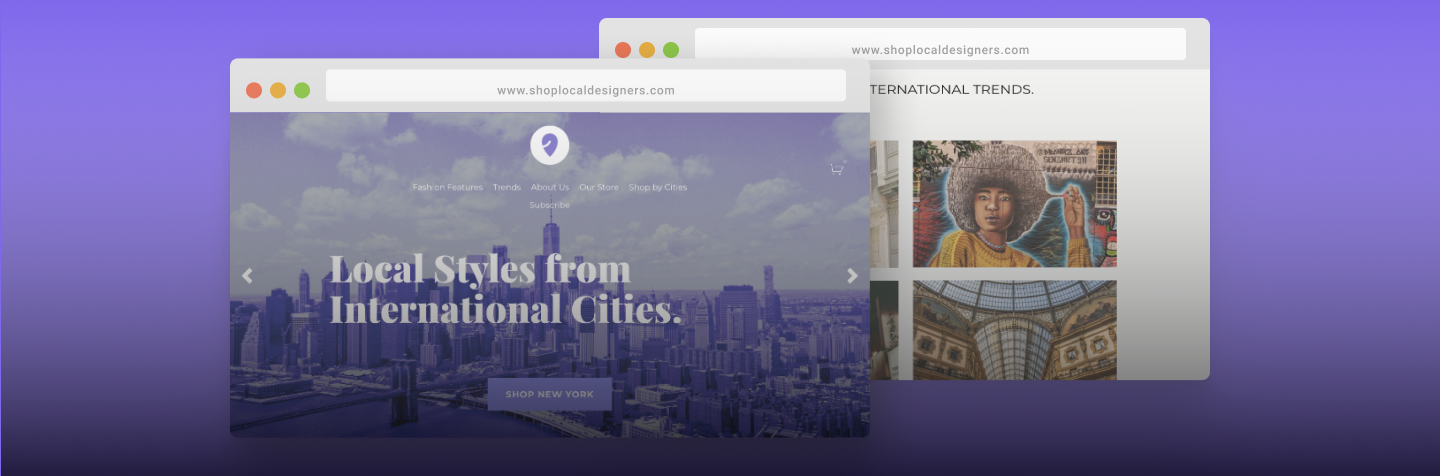 www.shoplocaldesigners.com
www.shoplocaldesigners.com
TERNATIONAL TRENDS.
Fashion Features Trends About Us Our Store Shop by Cities
Subscribe
Local Styles from
International Cities.
SHOP NEW YORK